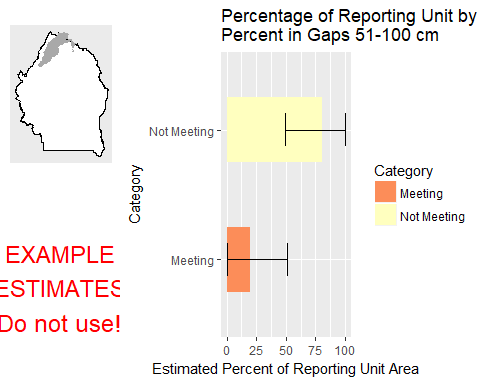 Percentage of Reporting Unit by
Percent in Gaps 51-100 cm
Not Meeting
Meeting
Category
0 25 50 75 100
Estimated Percent of Reporting Unit Area
Category
Meeting
Not Meeting
EXAMPLE
ESTIMATES
Do not use!